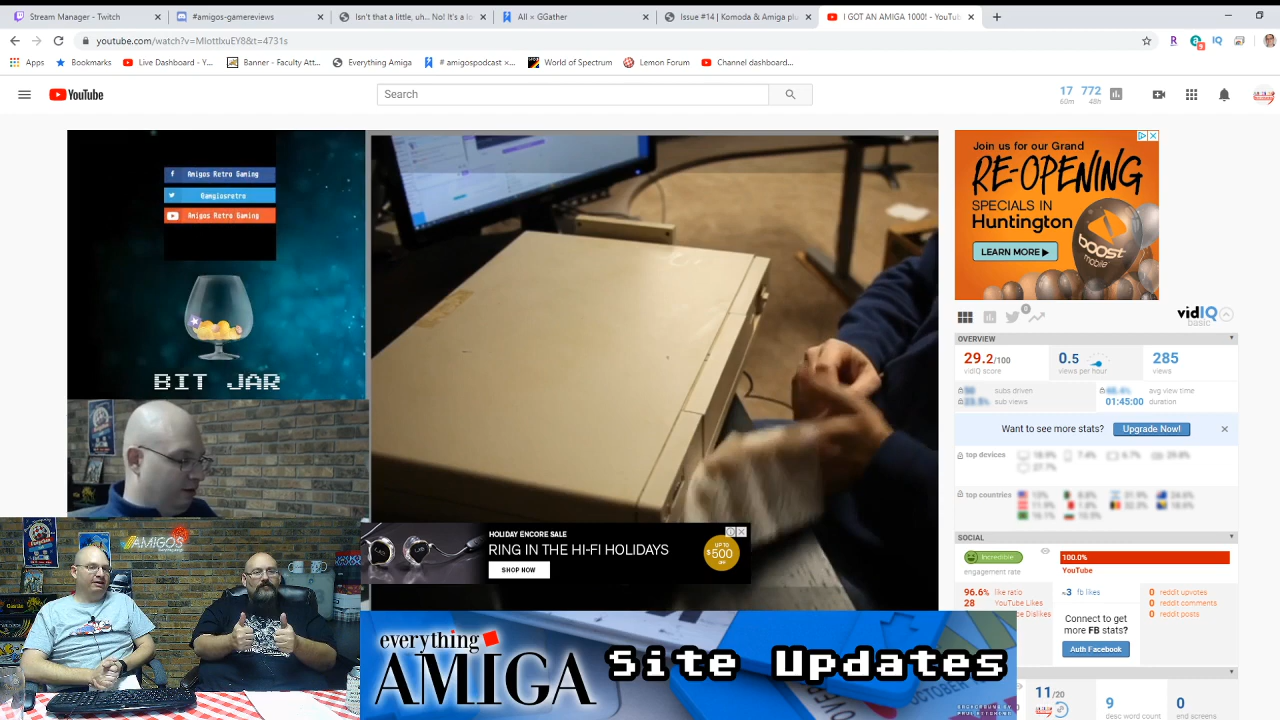 Stream Manager - Twitch
#amigos-gamereviews
Isn't that a little, uh... No! It's a lo
All × GGather
Issue #14 | Komoda & Amiga plu
I GOT AN AMIGA 1000! - YouTub
youtube.com/watch?v=MIottlxuEY8&t=4731s
Apps
Bookmarks
Live Dashboard - Y...
Banner - Faculty Att...
Everything Amiga
# amigospodcast ×...
World of Spectrum
Lemon Forum
Channel dashboard...
YouTube
Search
17 772
60m 48h
Amigos Retro Gaming
@amgiosretro
Amigos Retro Gaming
BIT JAR
Join us for our Grand
RE-OPENING
SPECIALS IN
Huntington
LEARN MORE
boost
mobile
vidIQ
basic
OVERVIEW
29.2/100
vidIQ score
0.5
views per hour
285
views
subs driven
sub views
avg view time
01:45:00
duration
Want to see more stats?
Upgrade Now!
top devices
top countries
SOCIAL
Incredible
engagement rate
100.0%
YouTube
96.6% like ratio
28 YouTube Likes
be Dislikes
3 fb likes
Connect to get
more FB stats?
Auth Facebook
0 reddit upvotes
0 reddit comments
0 reddit posts
11/20
9
desc word count
0
end screens
HOLIDAY ENCORE SALE
RING IN THE HI-FI HOLIDAYS
SHOP NOW
UP TO
$500
AMIGOS
everything
AMIGA
Site Updates
OCTOBER